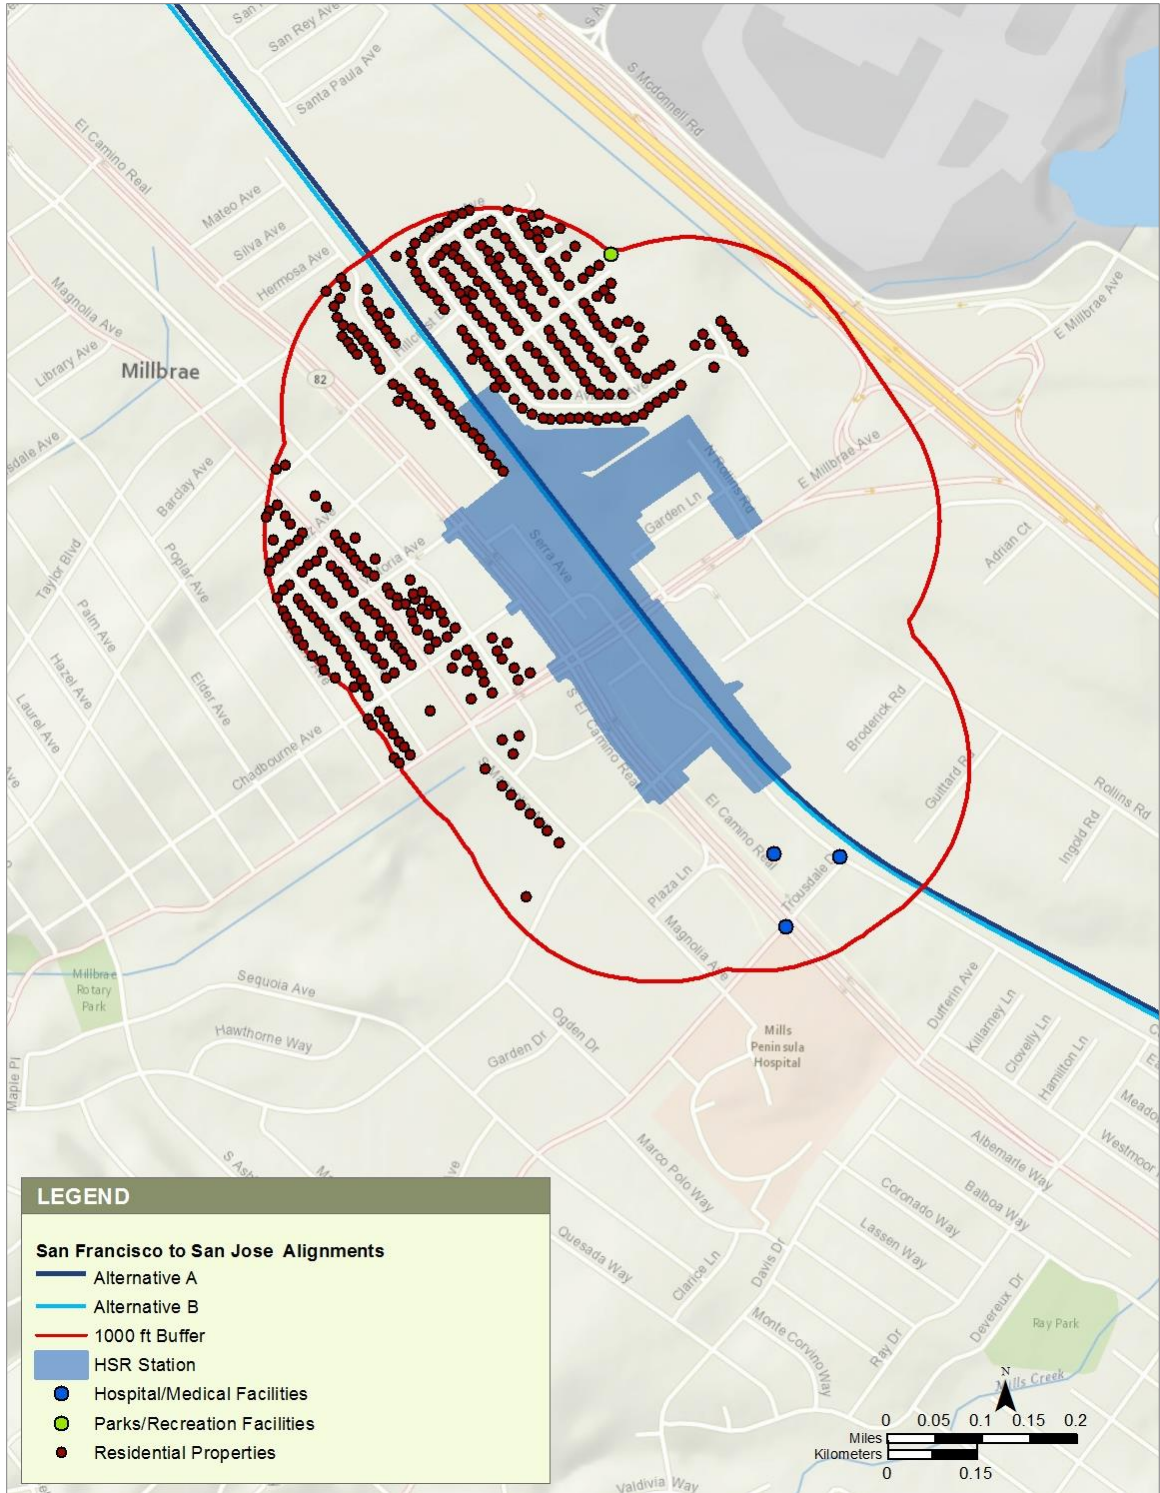 San Rey Ave
Santa Paula Ave
S Mcdonnell Rd
El Camino Real
Mateo Ave
Silva Ave
Hermosa Ave
Magnolia Ave
Library Ave
Millbrae
82
E Millbrae Ave
Barclay Ave
E Millbrae Ave
N Rollins Rd
Garden Ln
Serra Ave
Adrian Ct
Taylor Blvd
Poplar Ave
Palm Ave
Hazel Ave
Laurel Ave
Elder Ave
Chadbourne Ave
S El Camino Real
Broderick Rd
Guittard Rd
Rollins Rd
Ingold Rd
El Camino Real
Plaza Ln
Magnolia Ave
Millbrae
Rotary
Park
Sequoia Ave
Hawthorne Way
Ogden Dr
Garden Dr
Mills
Peninsula
Hospital
Dufferin Ave
Killarney Ln
Clovelly Ln
Hamilton Ln
Maple Pl
Marco Polo Way
Albemarle Way
Balboa Way
Coronado Way
Lassen Way
Quesada Way
Clarice Ln
Davis Dr
Devereux Dr
Ray Park
Monte Corvino Way
Ray Dr
Mills Creek
Valdivia Way
LEGEND
San Francisco to San Jose Alignments
Alternative A
Alternative B
1000 ft Buffer
HSR Station
Hospital/Medical Facilities
Parks/Recreation Facilities
Residential Properties
N
0 0.05 0.1 0.15 0.2
Miles
Kilometers
0 0.15